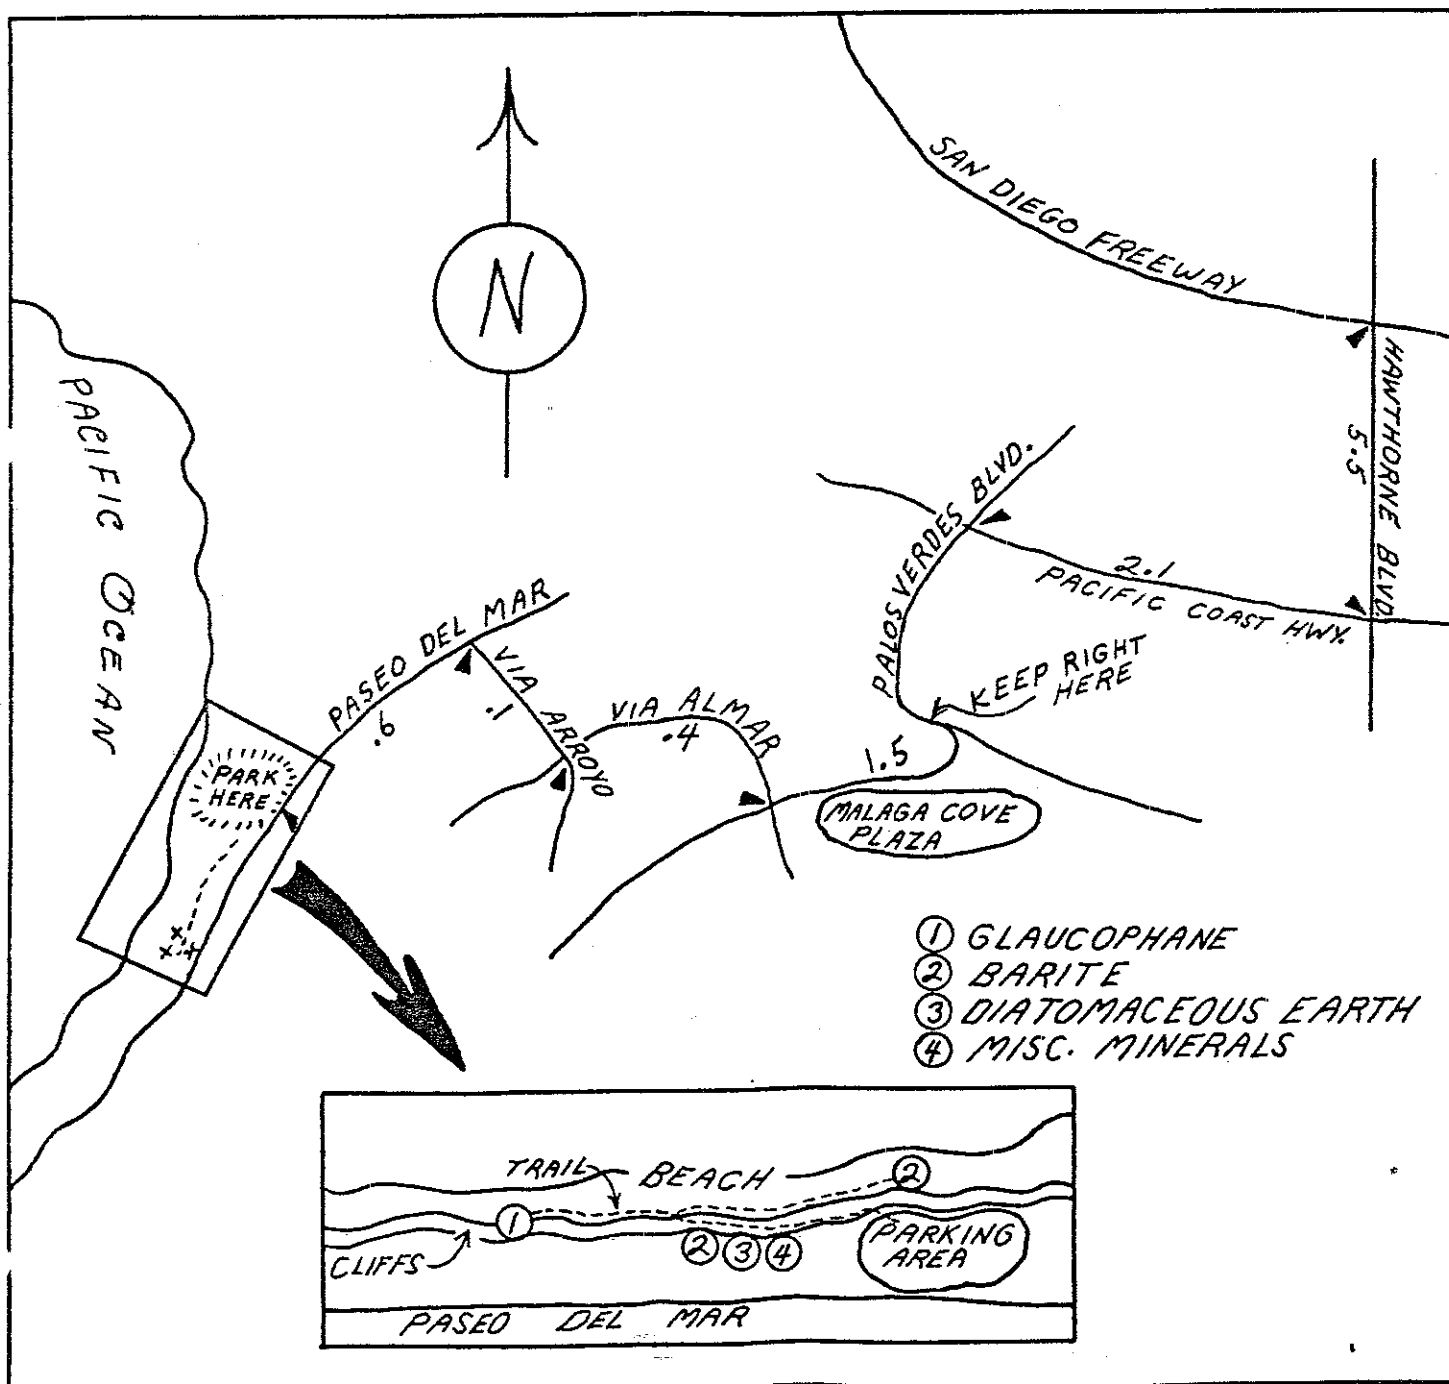 N
SAN DIEGO FREEWAY
HAWTHORNE BLVD.
5.5
PACIFIC OCEAN
PALOS VERDES BLVD.
2.1
PACIFIC COAST HWY.
KEEP RIGHT
HERE
PASEO DEL MAR
.6
VIA ARROYO
.1
VIA ALMAR
.4
1.5
MALAGA COVE
PLAZA
PARK
HERE
1 GLAUCOPHANE
2 BARITE
3 DIATOMACEOUS EARTH
4 MISC. MINERALS
TRAIL
BEACH
2
1
2 3 4
PARKING
AREA
CLIFFS
PASEO DEL MAR